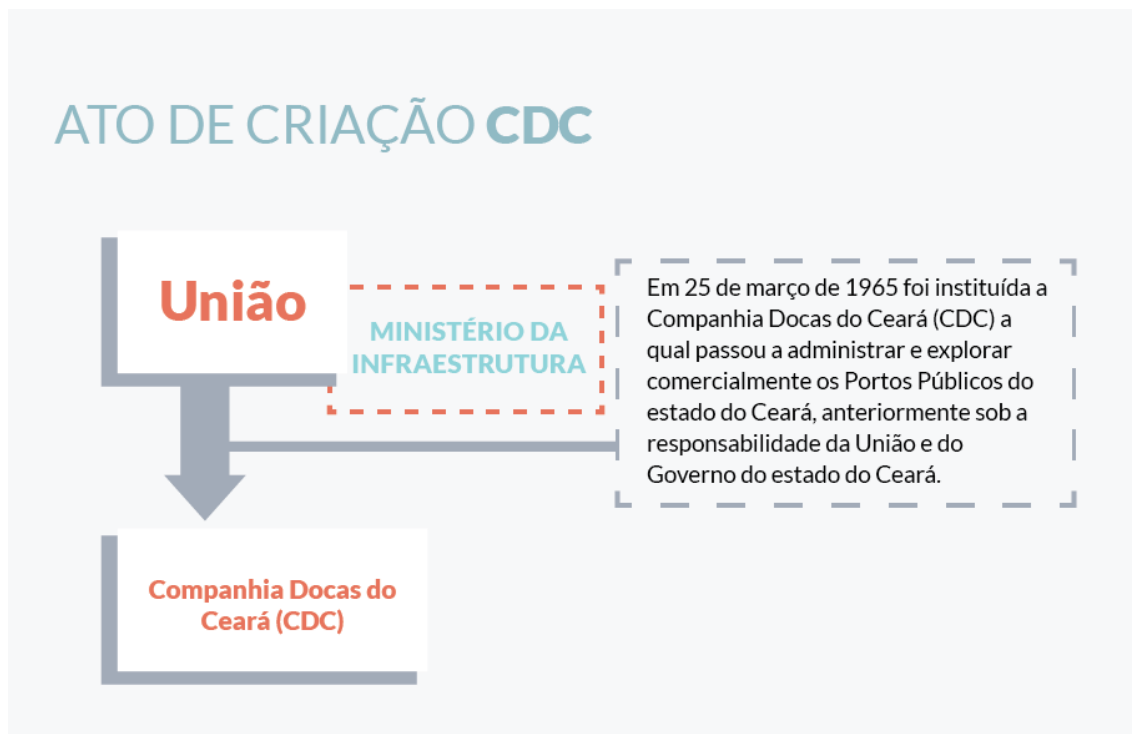 ATO DE CRIAÇÃO CDC
União
MINISTÉRIO DA
INFRAESTRUTURA
Em 25 de março de 1965 foi instituída a
Companhia Docas do Ceará (CDC) a
qual passou a administrar e explorar
comercialmente os Portos Públicos do
estado do Ceará, anteriormente sob a
responsabilidade da União e do
Governo do estado do Ceará.
Companhia Docas do
Ceará (CDC)